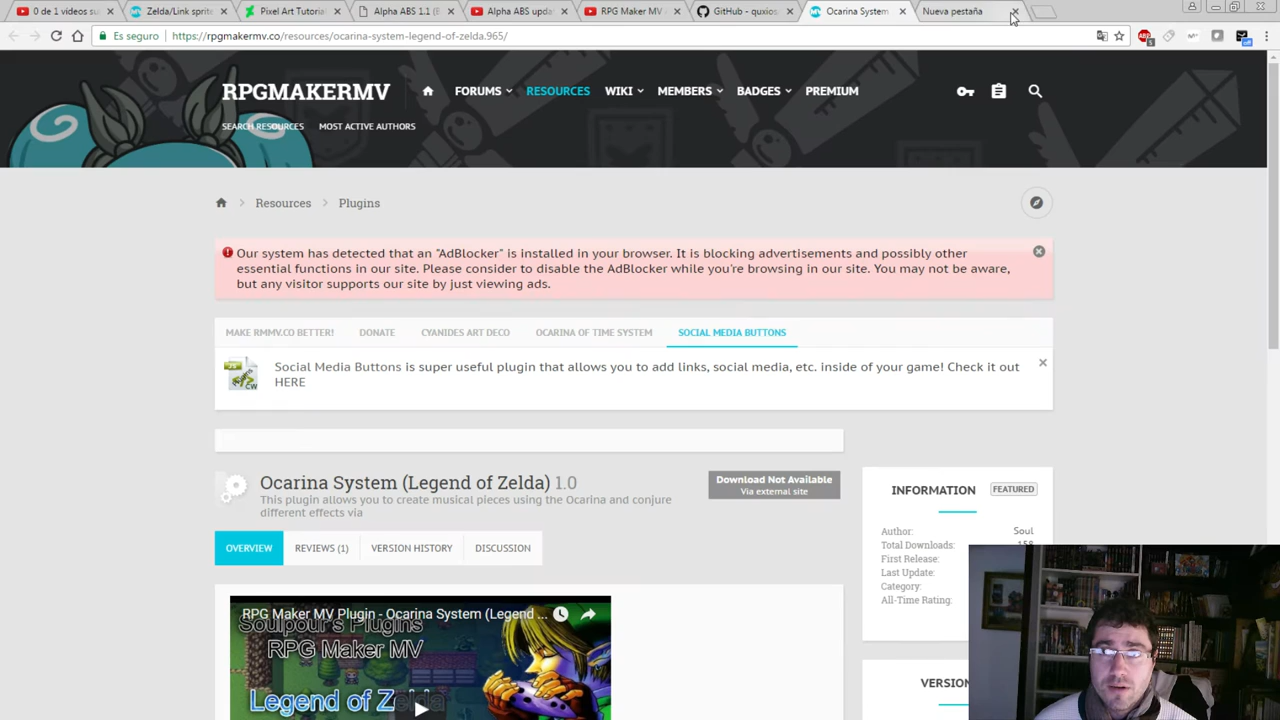 0 de 1 videos su
Zelda/Link sprite
Pixel Art Tutorial
Alpha ABS 1.1 (
Alpha ABS upda
RPG Maker MV
GitHub - quxios
Ocarina System
Nueva pestaña
Es seguro
https://rpgmakermv.co/resources/ocarina-system-legend-of-zelda.965/
RPGMAKERMV
FORUMS
RESOURCES
WIKI
MEMBERS
BADGES
PREMIUM
SEARCH RESOURCES
MOST ACTIVE AUTHORS
Resources
Plugins
Our system has detected that an "AdBlocker" is installed in your browser. It is blocking advertisements and possibly other
essential functions in our site. Please consider to disable the AdBlocker while you're browsing in our site. You may not be aware,
but any visitor supports our site by just viewing ads.
MAKE RMMV.CO BETTER!
DONATE
CYANIDES ART DECO
OCARINA OF TIME SYSTEM
SOCIAL MEDIA BUTTONS
Social Media Buttons is super useful plugin that allows you to add links, social media, etc. inside of your game! Check it out
HERE
Ocarina System (Legend of Zelda) 1.0
This plugin allows you to create musical pieces using the Ocarina and conjure
different effects via
Download Not Available
Via external site
OVERVIEW
REVIEWS (1)
VERSION HISTORY
DISCUSSION
INFORMATION
FEATURED
Author:
Soul
Total Downloads:
158
First Release:
Last Update:
Category:
All-Time Rating:
VERSION
RPG Maker MV Plugin - Ocarina System (Legend ...
Soulpour's Plugins
RPG Maker MV
Legend of Zelda